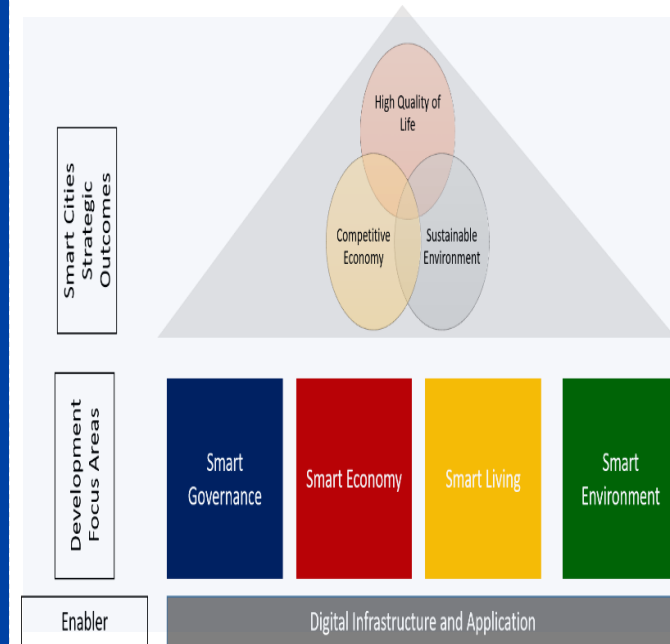 Smart Cities
Strategic
Outcomes
High Quality of
Life
Competitive
Economy
Sustainable
Environment
Development
Focus Areas
Smart
Governance
Smart Economy
Smart Living
Smart
Environment
Enabler
Digital Infrastructure and Application